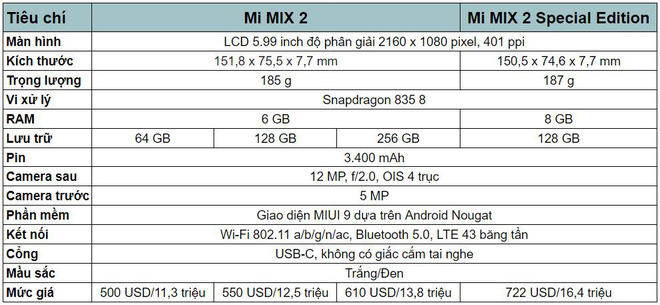 Tiêu chí Mi MIX 2 Mi MIX 2 Special Edition
Màn hình LCD 5.99 inch độ phân giải 2160 x 1080 pixel, 401 ppi
Kích thước 151,8 x 75,5 x 7,7 mm 150,5 x 74,6 x 7,7 mm
Trọng lượng 185 g 187 g
Vi xử lý Snapdragon 835 8
RAM 6 GB 8 GB
Lưu trữ 64 GB 128 GB 256 GB 128 GB
Pin 3.400 mAh
Camera sau 12 MP, f/2.0, OIS 4 trục
Camera trước 5 MP
Phần mềm Giao diện MIUI 9 dựa trên Android Nougat
Kết nối Wi-Fi 802.11 a/b/g/n/ac, Bluetooth 5.0, LTE 43 băng tần
Cổng USB-C, không có giắc cắm tai nghe
Mầu sắc Trắng/Đen
Mức giá 500 USD/11,3 triệu 550 USD/12,5 triệu 610 USD/13,8 triệu 722 USD/16,4 triệu